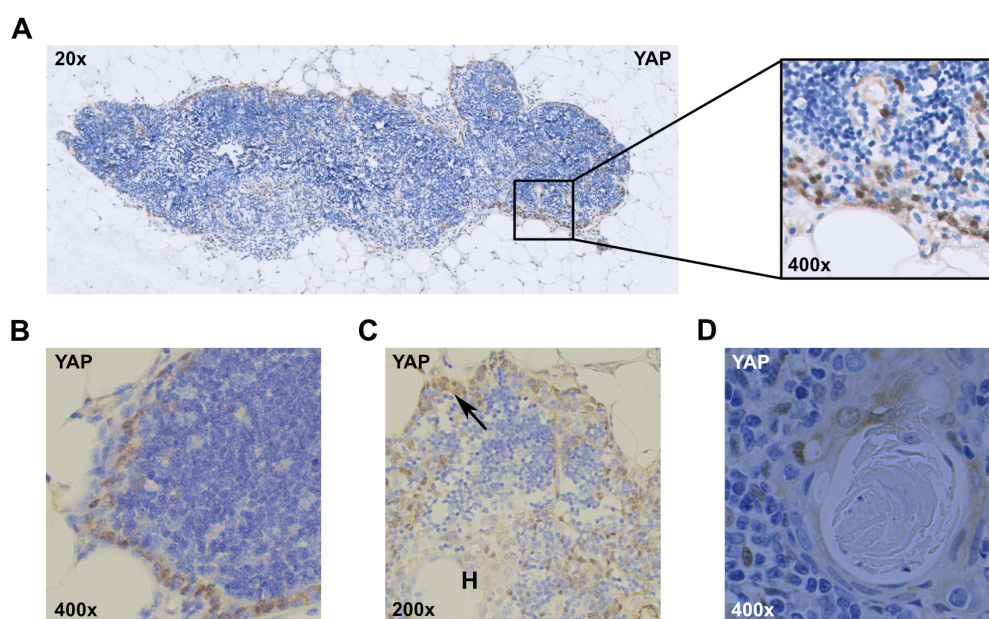 A
20x YAP
400x
B C D
YAP YAP YAP
H
400x 200x 400x